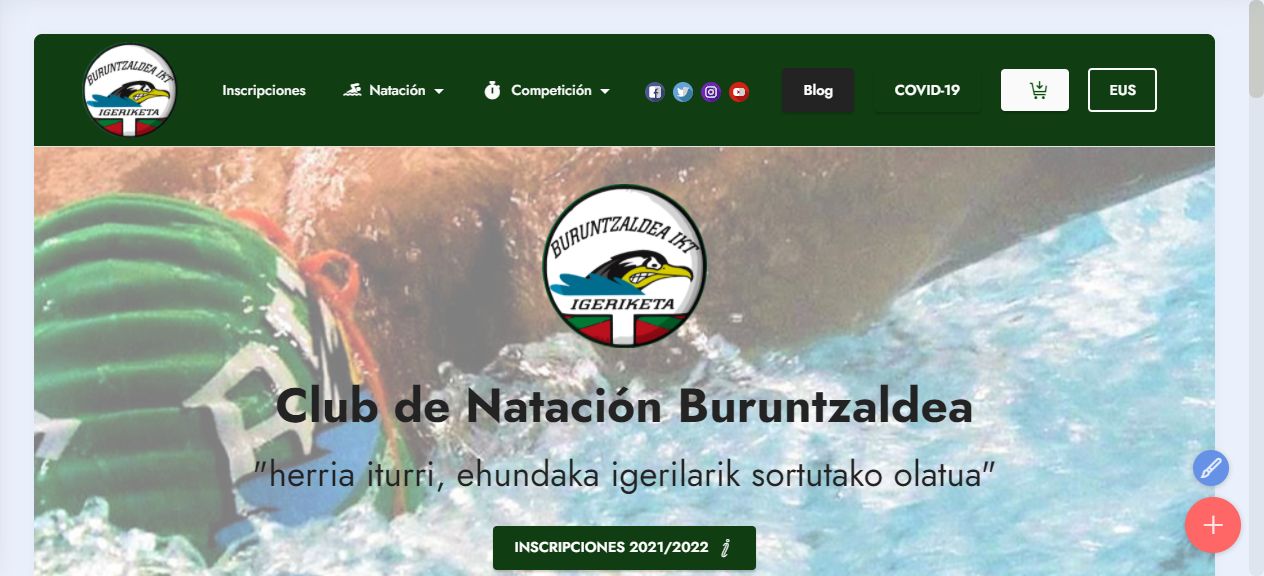 BURUNTZALDEA IKT
IGERIKETA
Inscripciones
Natación
Competición
Blog
COVID-19
EUS
BURUNTZALDEA IKT
IGERIKETA
Club de Natación Buruntzaldea
"herria iturri, ehundaka igerilarik sortutako olatua"
INSCRIPCIONES 2021/2022 i